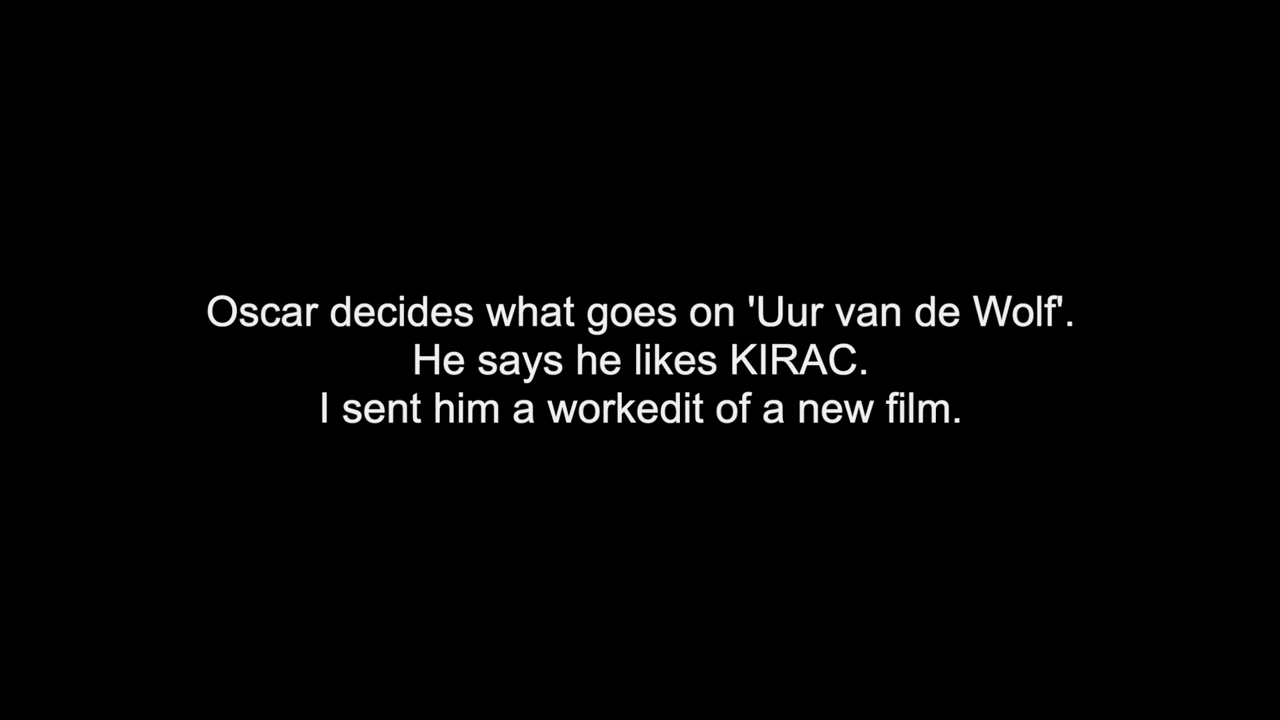 Oscar decides what goes on 'Uur van de Wolf'.
He says he likes KIRAC.
I sent him a workedit of a new film.